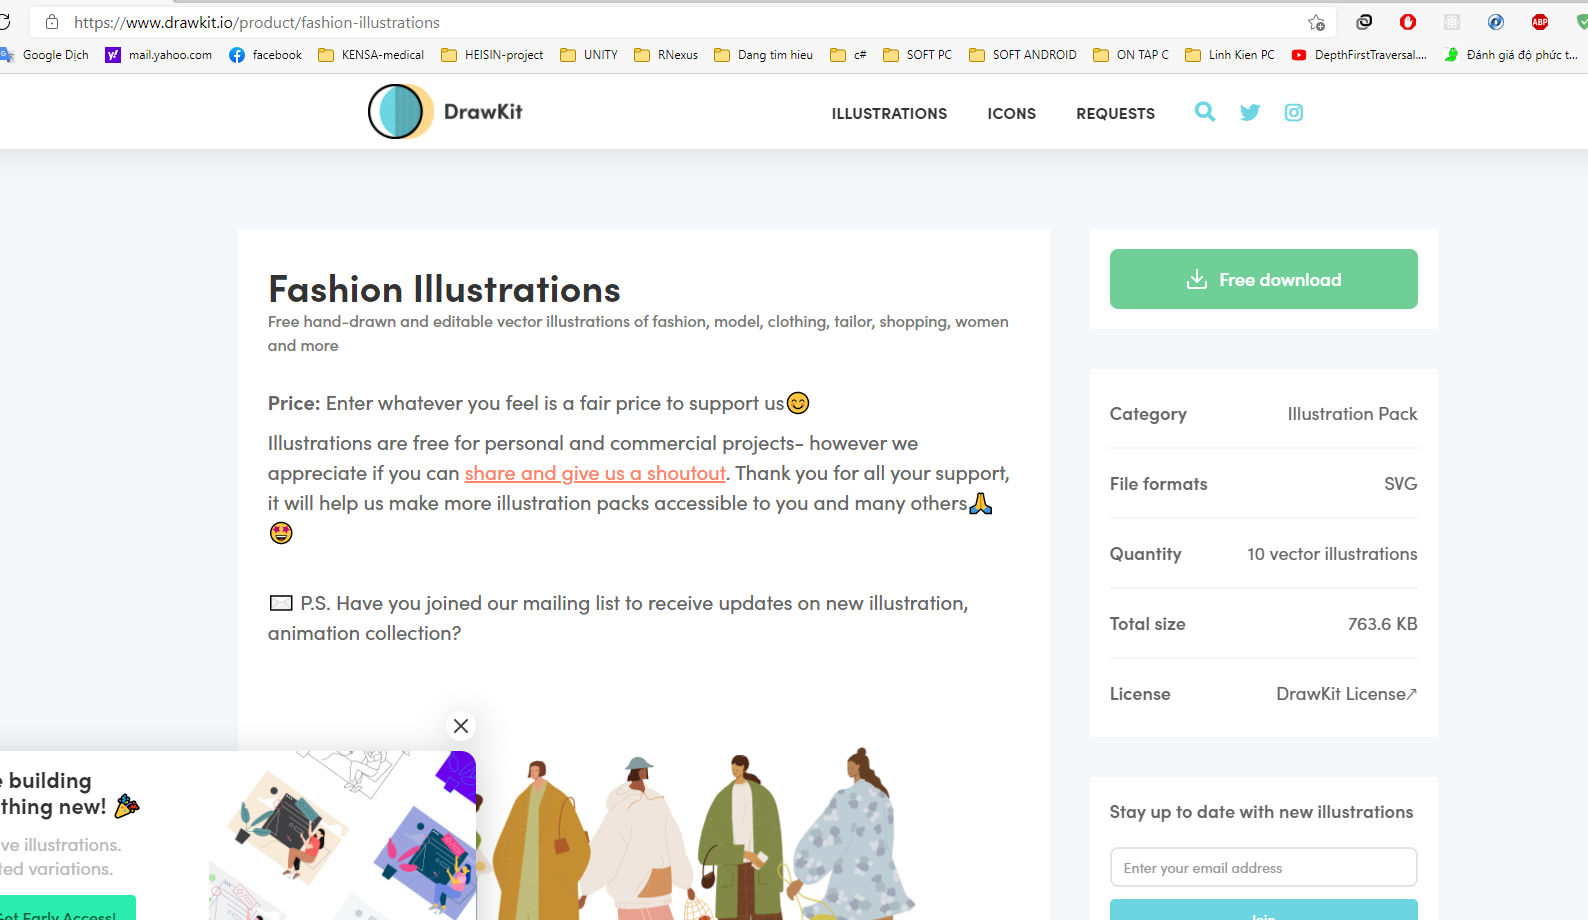 https://www.drawkit.io/product/fashion-illustrations
ABP
Google Dịch
mail.yahoo.com
facebook
KENSA-medical
HEISIN-project
UNITY
RNexus
Dang tim hieu
c#
SOFT PC
SOFT ANDROID
ON TAP C
Linh Kien PC
DepthFirstTraversal....
Đánh giá độ phức t...
DrawKit
ILLUSTRATIONS
ICONS
REQUESTS
Fashion Illustrations
Free hand-drawn and editable vector illustrations of fashion, model, clothing, tailor, shopping, women
and more
Price: Enter whatever you feel is a fair price to support us😊
Illustrations are free for personal and commercial projects- however we
appreciate if you can share and give us a shoutout. Thank you for all your support,
it will help us make more illustration packs accessible to you and many others🙏
🤩
✉️ P.S. Have you joined our mailing list to receive updates on new illustration,
animation collection?
Free download
Category Illustration Pack
File formats SVG
Quantity 10 vector illustrations
Total size 763.6 KB
License DrawKit License↗
Stay up to date with new illustrations
Enter your email address
Join
e building
thing new! 🎉
ve illustrations.
ted variations.
Get Early Access!